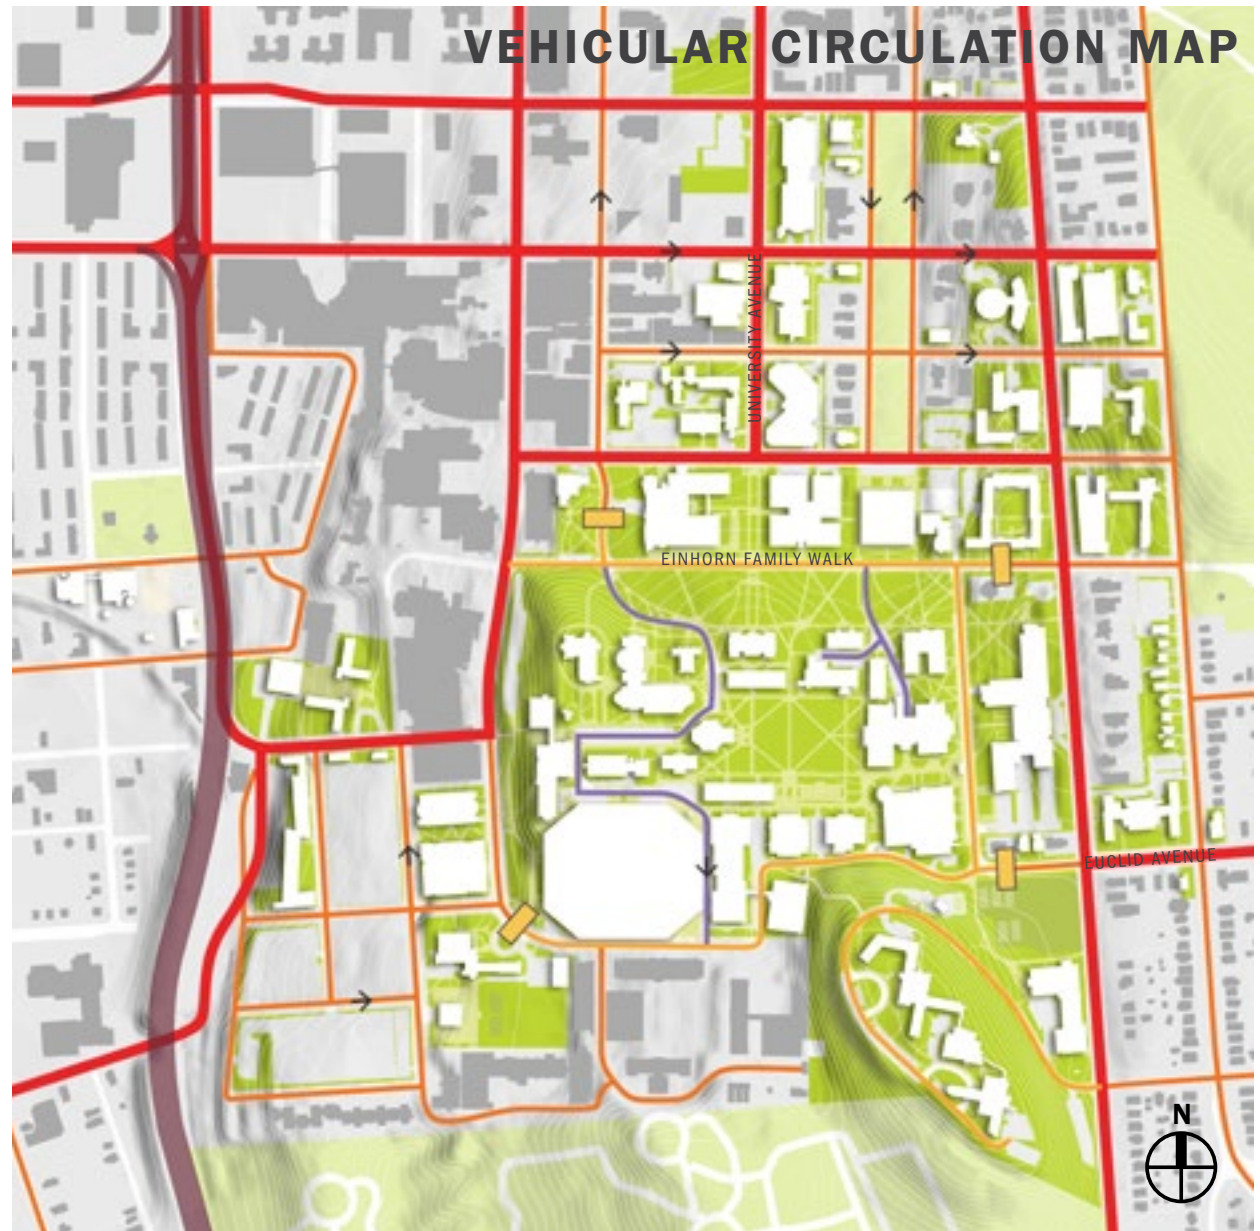 VEHICULAR CIRCULATION MAP
UNIVERSITY AVENUE
EINHORN FAMILY WALK
EUCLID AVENUE
N